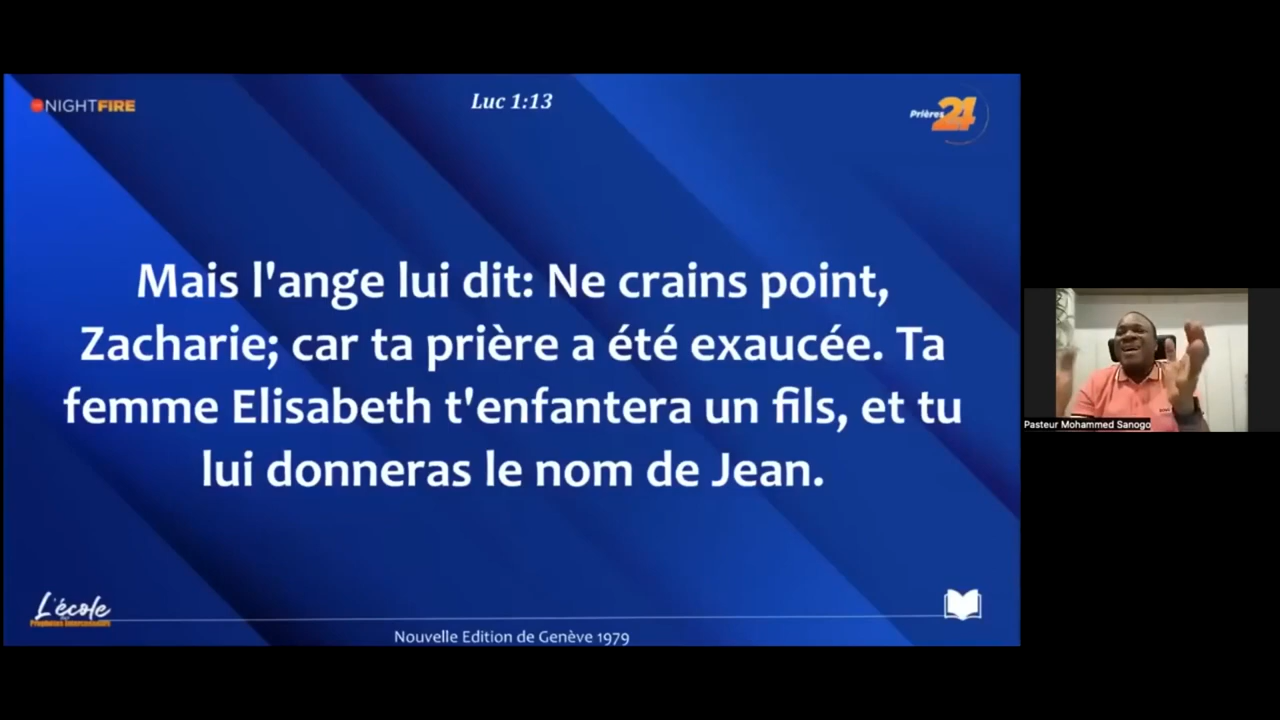 NIGHTFIRE
Luc 1:13
Prières 24
Mais l'ange lui dit: Ne crains point,
Zacharie; car ta prière a été exaucée. Ta
femme Elisabeth t'enfantera un fils, et tu
lui donneras le nom de Jean.
Pasteur Mohammed Sanogo
L'école
Nouvelle Edition de Genève 1979